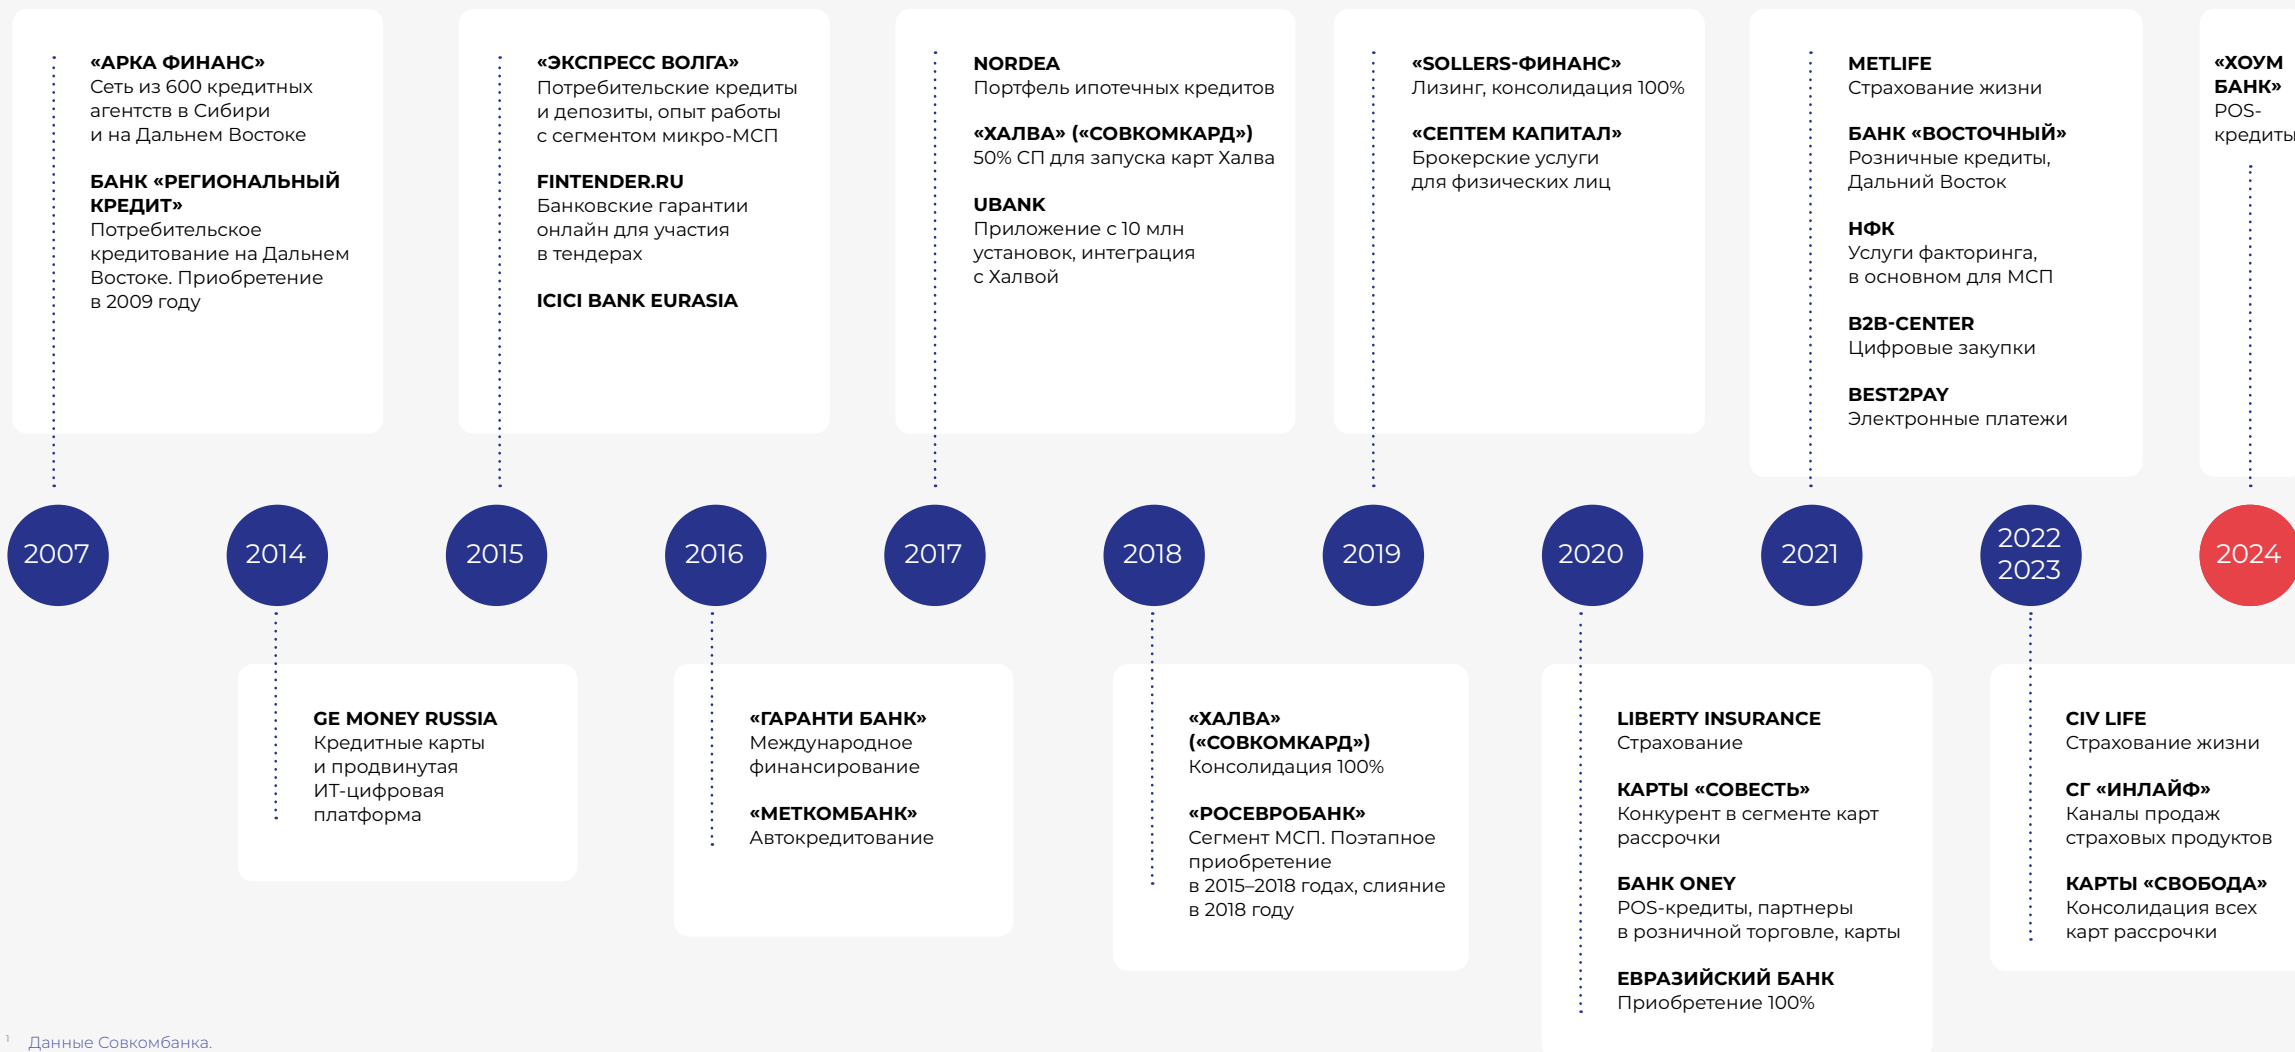 «АРКА ФИНАНС»
Сеть из 600 кредитных
агентств в Сибири
и на Дальнем Востоке
БАНК «РЕГИОНАЛЬНЫЙ
КРЕДИТ»
Потребительское
кредитование на Дальнем
Востоке. Приобретение
в 2009 году
«ЭКСПРЕСС ВОЛГА»
Потребительские кредиты
и депозиты, опыт работы
с сегментом микро-МСП
FINTENDER.RU
Банковские гарантии
онлайн для участия
в тендерах
ICICI BANK EURASIA
NORDEA
Портфель ипотечных кредитов
«ХАЛВА» («СОВКОМКАРД»)
50% СП для запуска карт Халва
UBANK
Приложение с 10 млн
установок, интеграция
с Халвой
«SOLLERS-ФИНАНС»
Лизинг, консолидация 100%
«СЕПТЕМ КАПИТАЛ»
Брокерские услуги
для физических лиц
METLIFE
Страхование жизни
БАНК «ВОСТОЧНЫЙ»
Розничные кредиты,
Дальний Восток
НФК
Услуги факторинга,
в основном для МСП
B2B-CENTER
Цифровые закупки
BEST2PAY
Электронные платежи
«ХОУМ
БАНК»
POS-
кредиты
2007
2014
2015
2016
2017
2018
2019
2020
2021
2022
2023
2024
GE MONEY RUSSIA
Кредитные карты
и продвинутая
ИТ-цифровая
платформа
«ГАРАНТИ БАНК»
Международное
финансирование
«МЕТКОМБАНК»
Автокредитование
«ХАЛВА»
(«СОВКОМКАРД»)
Консолидация 100%
«РОСЕВРОБАНК»
Сегмент МСП. Поэтапное
приобретение
в 2015–2018 годах, слияние
в 2018 году
LIBERTY INSURANCE
Страхование
КАРТЫ «СОВЕСТЬ»
Конкурент в сегменте карт
рассрочки
БАНК ONEY
POS-кредиты, партнеры
в розничной торговле, карты
ЕВРАЗИЙСКИЙ БАНК
Приобретение 100%
CIV LIFE
Страхование жизни
СГ «ИНЛАЙФ»
Каналы продаж
страховых продуктов
КАРТЫ «СВОБОДА»
Консолидация всех
карт рассрочки
1 Данные Совкомбанка.